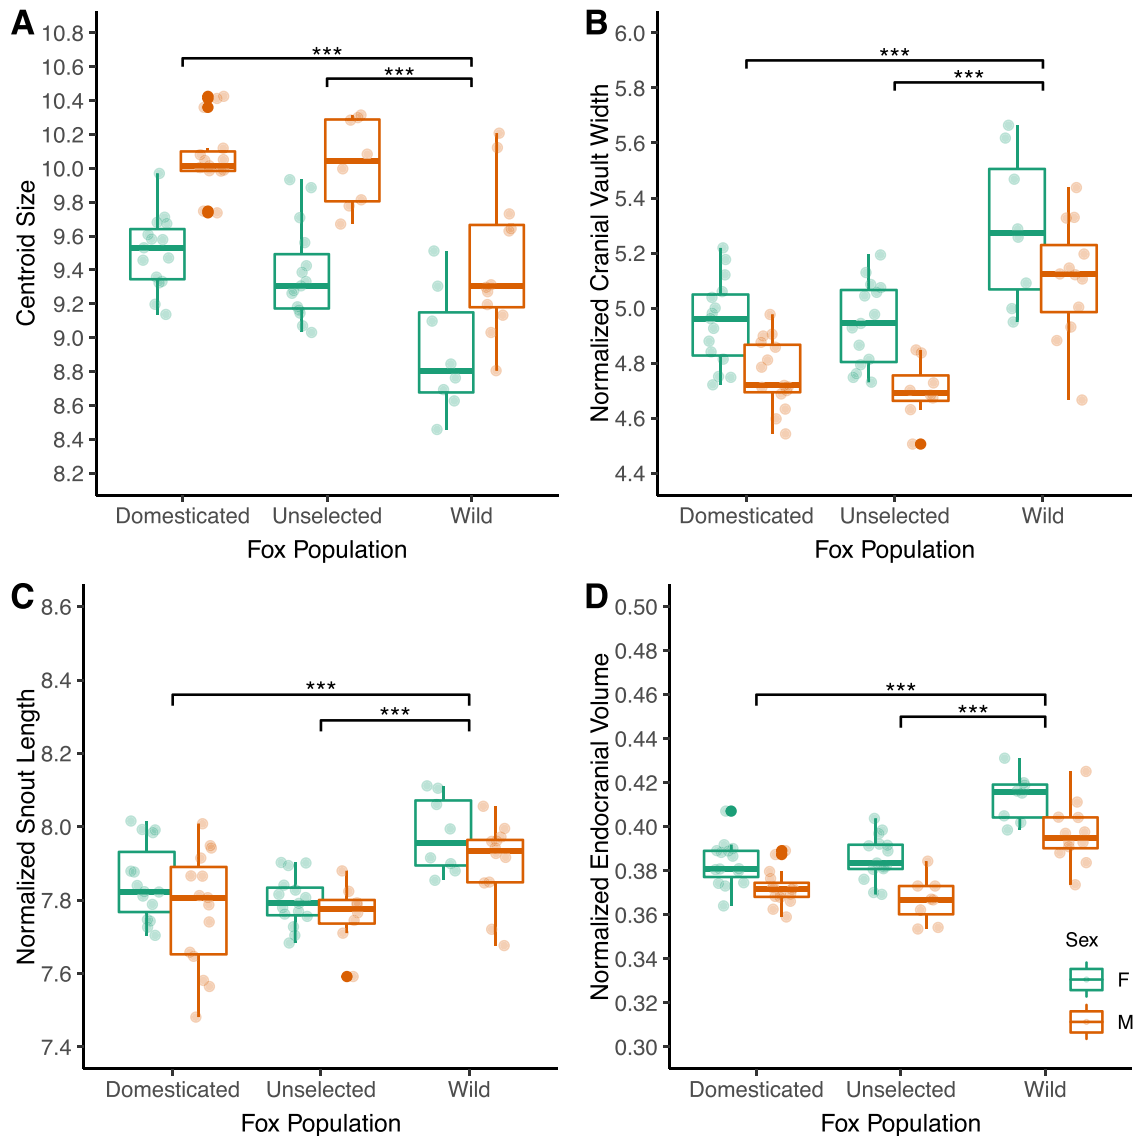 A
Centroid Size
10.8
10.6
10.4
10.2
10.0
9.8
9.6
9.4
9.2
9.0
8.8
8.6
8.4
8.2
***
***
Domesticated Unselected Wild
Fox Population
B
Normalized Cranial Vault Width
6.0
5.8
5.6
5.4
5.2
5.0
4.8
4.6
4.4
***
***
Domesticated Unselected Wild
Fox Population
C
Normalized Snout Length
8.6
8.4
8.2
8.0
7.8
7.6
7.4
***
***
Domesticated Unselected Wild
Fox Population
D
Normalized Endocranial Volume
0.50
0.48
0.46
0.44
0.42
0.40
0.38
0.36
0.34
0.32
0.30
***
***
Sex
F
M
Domesticated Unselected Wild
Fox Population